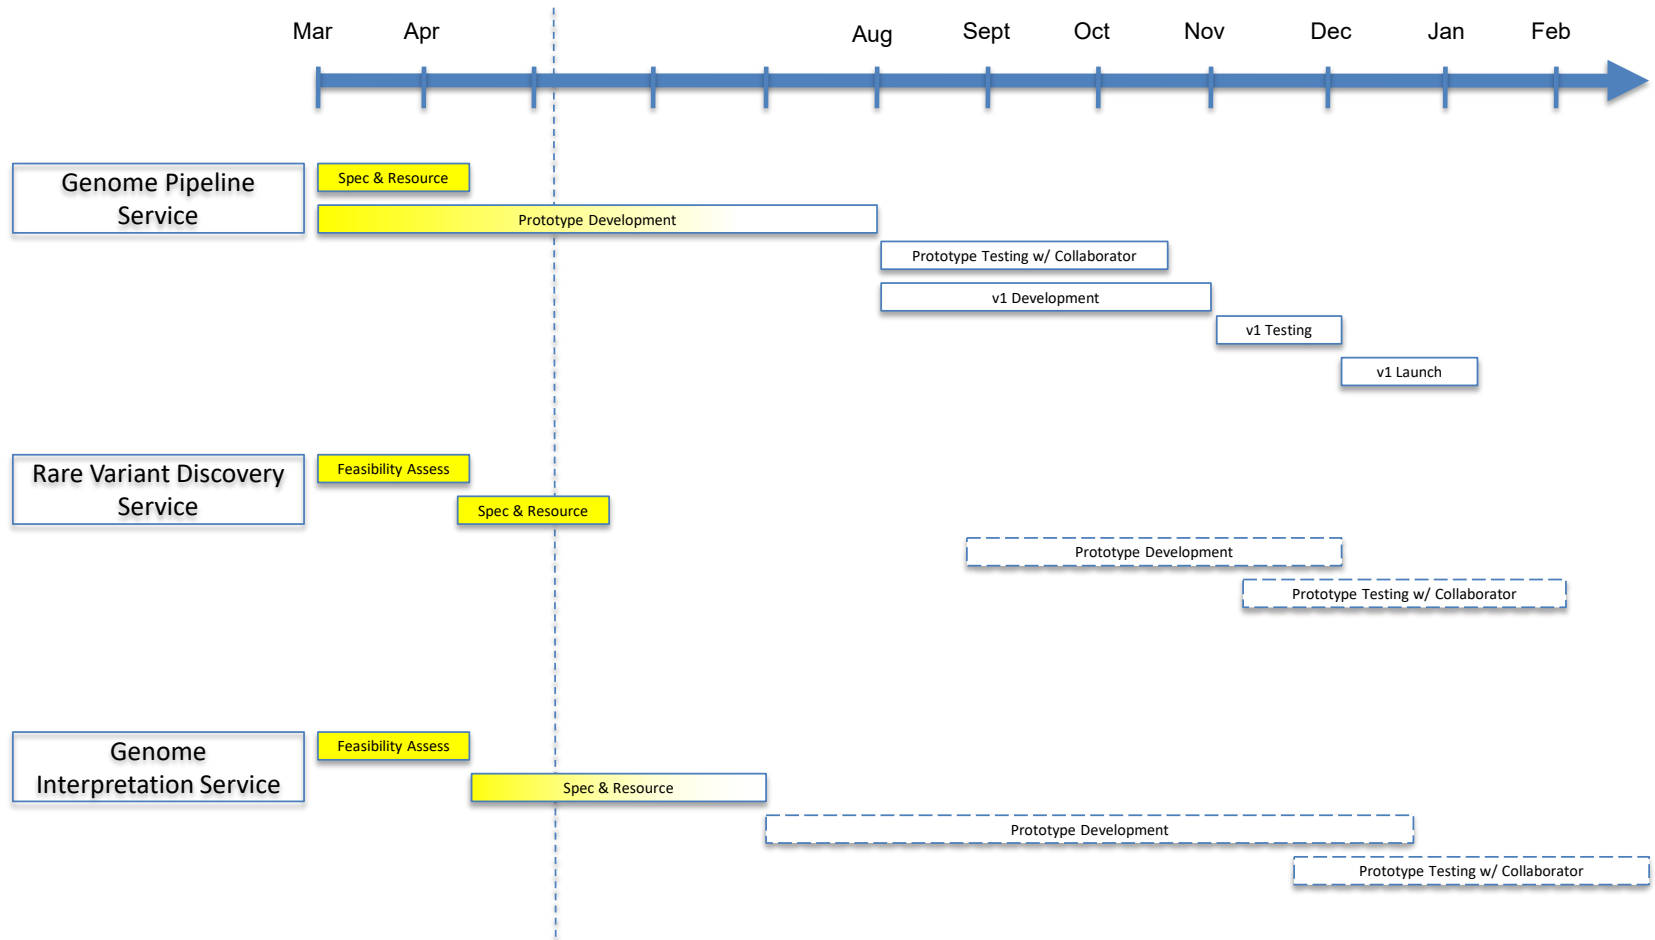 Mar Apr Aug Sept Oct Nov Dec Jan Feb
Genome Pipeline
Service
Spec & Resource
Prototype Development
Prototype Testing w/ Collaborator
v1 Development
v1 Testing
v1 Launch
Rare Variant Discovery
Service
Feasibility Assess
Spec & Resource
Prototype Development
Prototype Testing w/ Collaborator
Genome
Interpretation Service
Feasibility Assess
Spec & Resource
Prototype Development
Prototype Testing w/ Collaborator